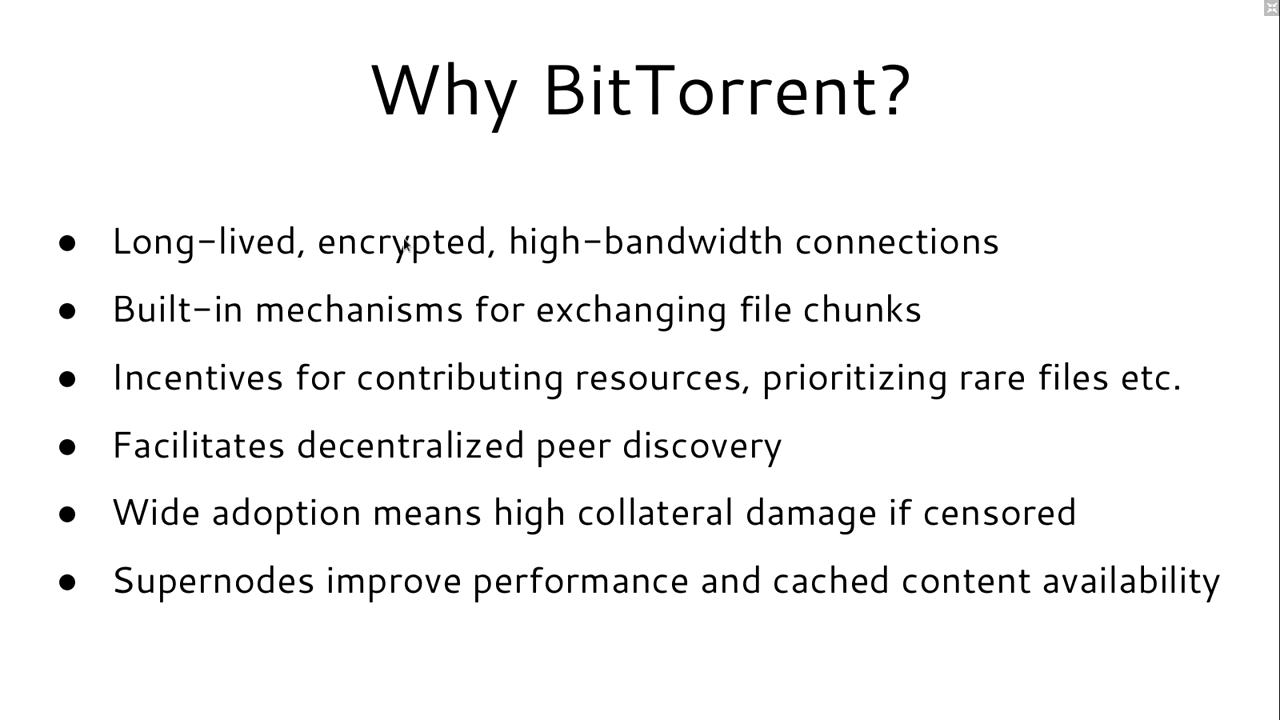 Why BitTorrent?
● Long-lived, encrypted, high-bandwidth connections
● Built-in mechanisms for exchanging file chunks
● Incentives for contributing resources, prioritizing rare files etc.
● Facilitates decentralized peer discovery
● Wide adoption means high collateral damage if censored
● Supernodes improve performance and cached content availability